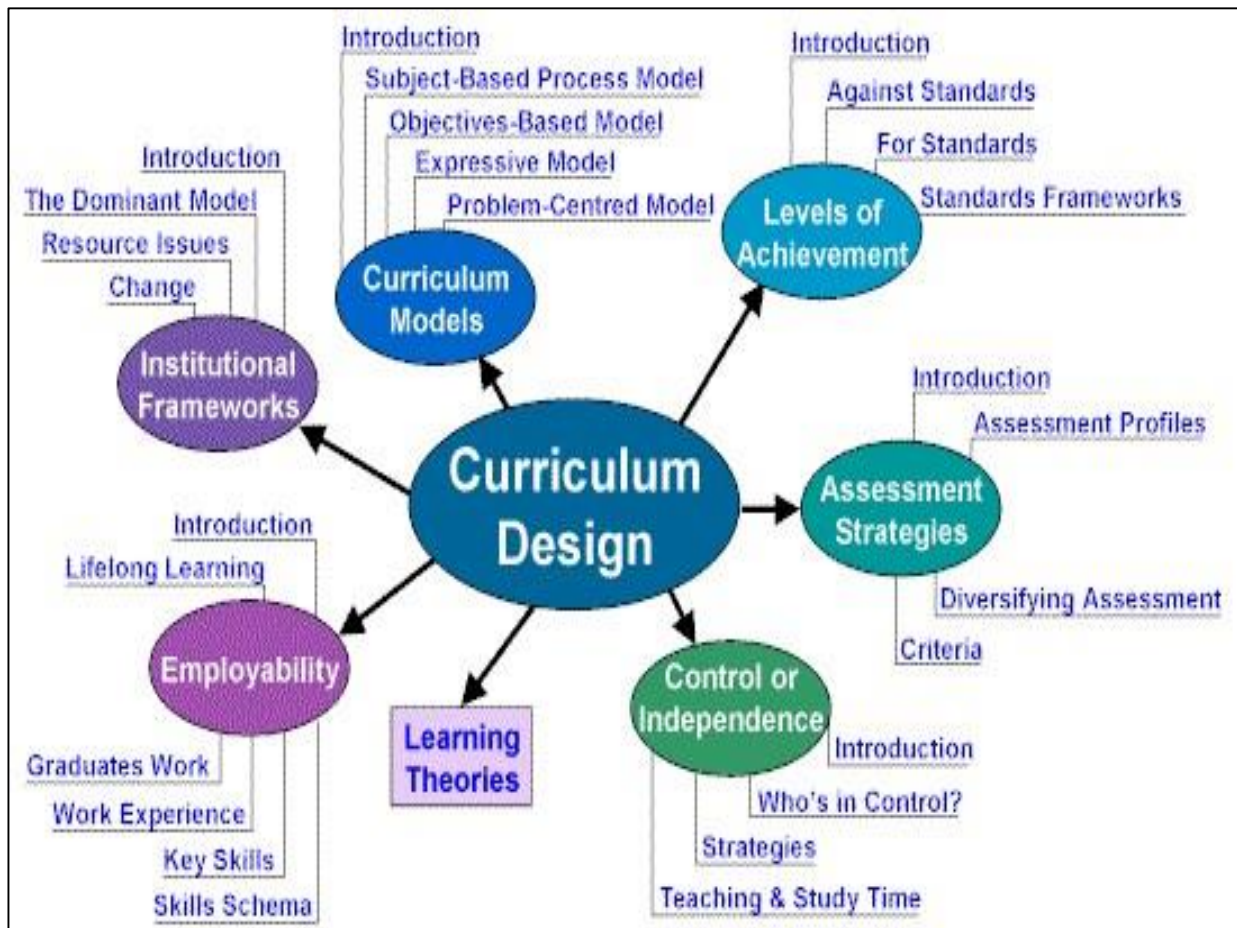 Introduction
Subject-Based Process Model
Objectives-Based Model
Expressive Model
Problem-Centred Model
Curriculum
Models
Introduction
Against Standards
For Standards
Standards Frameworks
Levels of
Achievement
Introduction
The Dominant Model
Resource Issues
Change
Institutional
Frameworks
Curriculum
Design
Introduction
Assessment Profiles
Assessment
Strategies
Diversifying Assessment
Criteria
Introduction
Lifelong Learning
Employability
Graduates Work
Work Experience
Key Skills
Skills Schema
Learning
Theories
Control or
Independence
Introduction
Who's in Control?
Strategies
Teaching & Study Time